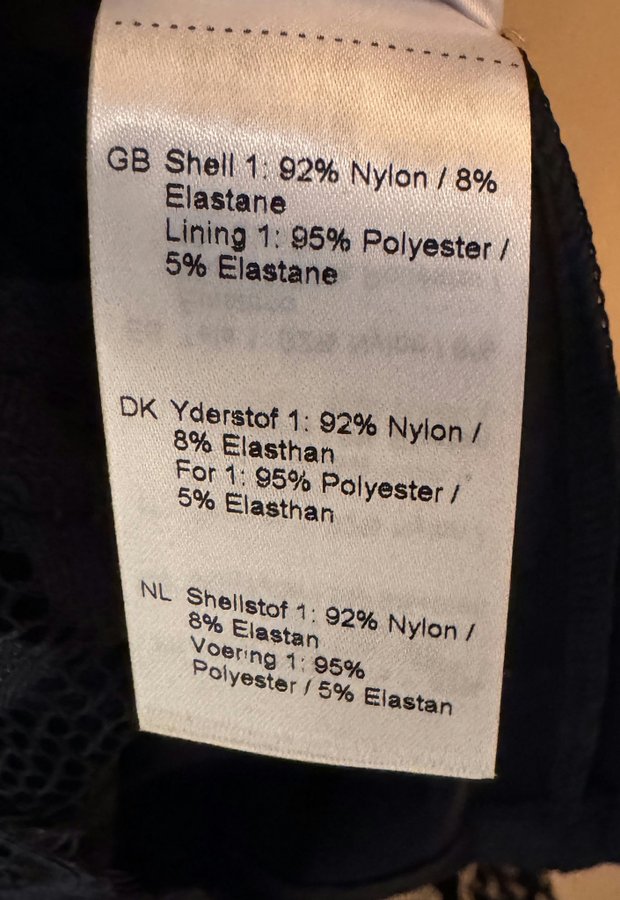 GB Shell 1: 92% Nylon / 8%
Elastane
Lining 1: 95% Polyester /
5% Elastane
DK Yderstof 1: 92% Nylon /
8% Elasthan
For 1: 95% Polyester /
5% Elasthan
NL Shellstof 1: 92% Nylon /
8% Elastan
Voering 1: 95%
Polyester / 5% Elastan